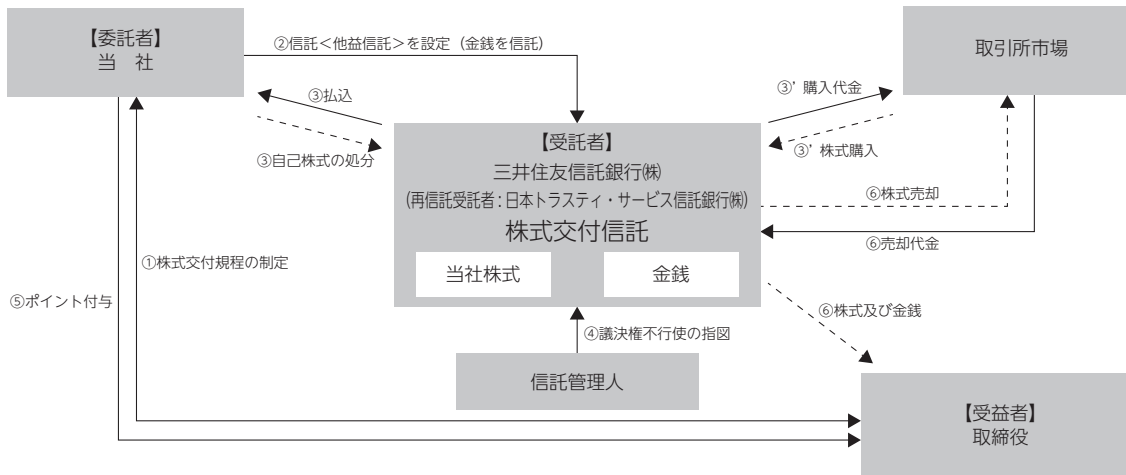 【委託者】
当　社
②信託＜他益信託＞を設定（金銭を信託）
取引所市場
③払込
③自己株式の処分
③’購入代金
③’株式購入
【受託者】
三井住友信託銀行㈱
(再信託受託者：日本トラスティ・サービス信託銀行㈱)
株式交付信託
当社株式
金銭
⑥株式売却
⑥売却代金
①株式交付規程の制定
⑤ポイント付与
⑥株式及び金銭
④議決権不行使の指図
信託管理人
【受益者】
取締役